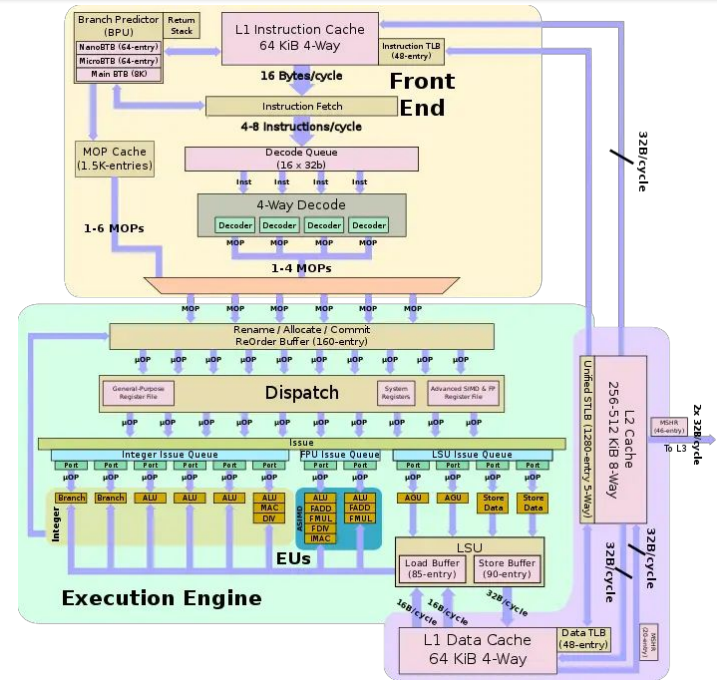 Branch Predictor
(BPU)
Return
Stack
NanoBTB (64-entry)
MicroBTB (64-entry)
Main BTB (8K)
L1 Instruction Cache
64 KiB 4-Way
Instruction TLB
(48-entry)
Front
End
16 Bytes/cycle
Instruction Fetch
4-8 Instructions/cycle
MOP Cache
(1.5K-entries)
Decode Queue
(16 x 32b)
Inst Inst Inst Inst
4-Way Decode
Decoder Decoder Decoder Decoder
MOP MOP MOP MOP
1-6 MOPs
1-4 MOPs
MOP MOP MOP MOP MOP MOP
Rename / Allocate / Commit
ReOrder Buffer (160-entry)
μOP μOP μOP μOP μOP μOP μOP μOP μOP
General-Purpose
Register File
Dispatch
System
Registers
Advanced SIMD & FP
Register File
μOP μOP μOP μOP μOP μOP μOP μOP μOP μOP μOP
Issue
Integer Issue Queue
FPU Issue Queue
LSU Issue Queue
Port Port Port Port Port Port Port Port Port Port Port Port
μOP μOP μOP μOP μOP μOP μOP μOP μOP μOP μOP μOP
Integer
Branch Branch ALU ALU ALU ALU
MAC
DIV
ASIMD
ALU
FADD
FMUL
FDIV
IMAC
ALU
FADD
FMUL
AGU AGU
Store
Data
Store
Data
EUs
LSU
Load Buffer
(85-entry)
Store Buffer
(90-entry)
Execution Engine
16B/cycle
16B/cycle
32B/cycle
L1 Data Cache
64 KiB 4-Way
Data TLB
(48-entry)
MSHR
(20-entry)
32B/cycle
32B/cycle
32B/cycle
Unified STLB (1280-entry 5-Way)
L2 Cache
256-512 KiB 8-Way
MSHR
(46-entry)
To L3
2x 32B/cycle